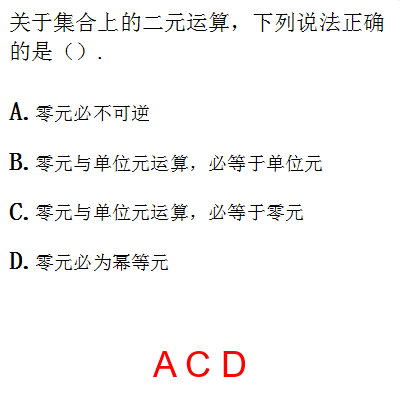 关于集合上的二元运算，下列说法正确
的是（）.
A. 零元必不可逆
B. 零元与单位元运算，必等于单位元
C. 零元与单位元运算，必等于零元
D. 零元必为幂等元
A C D